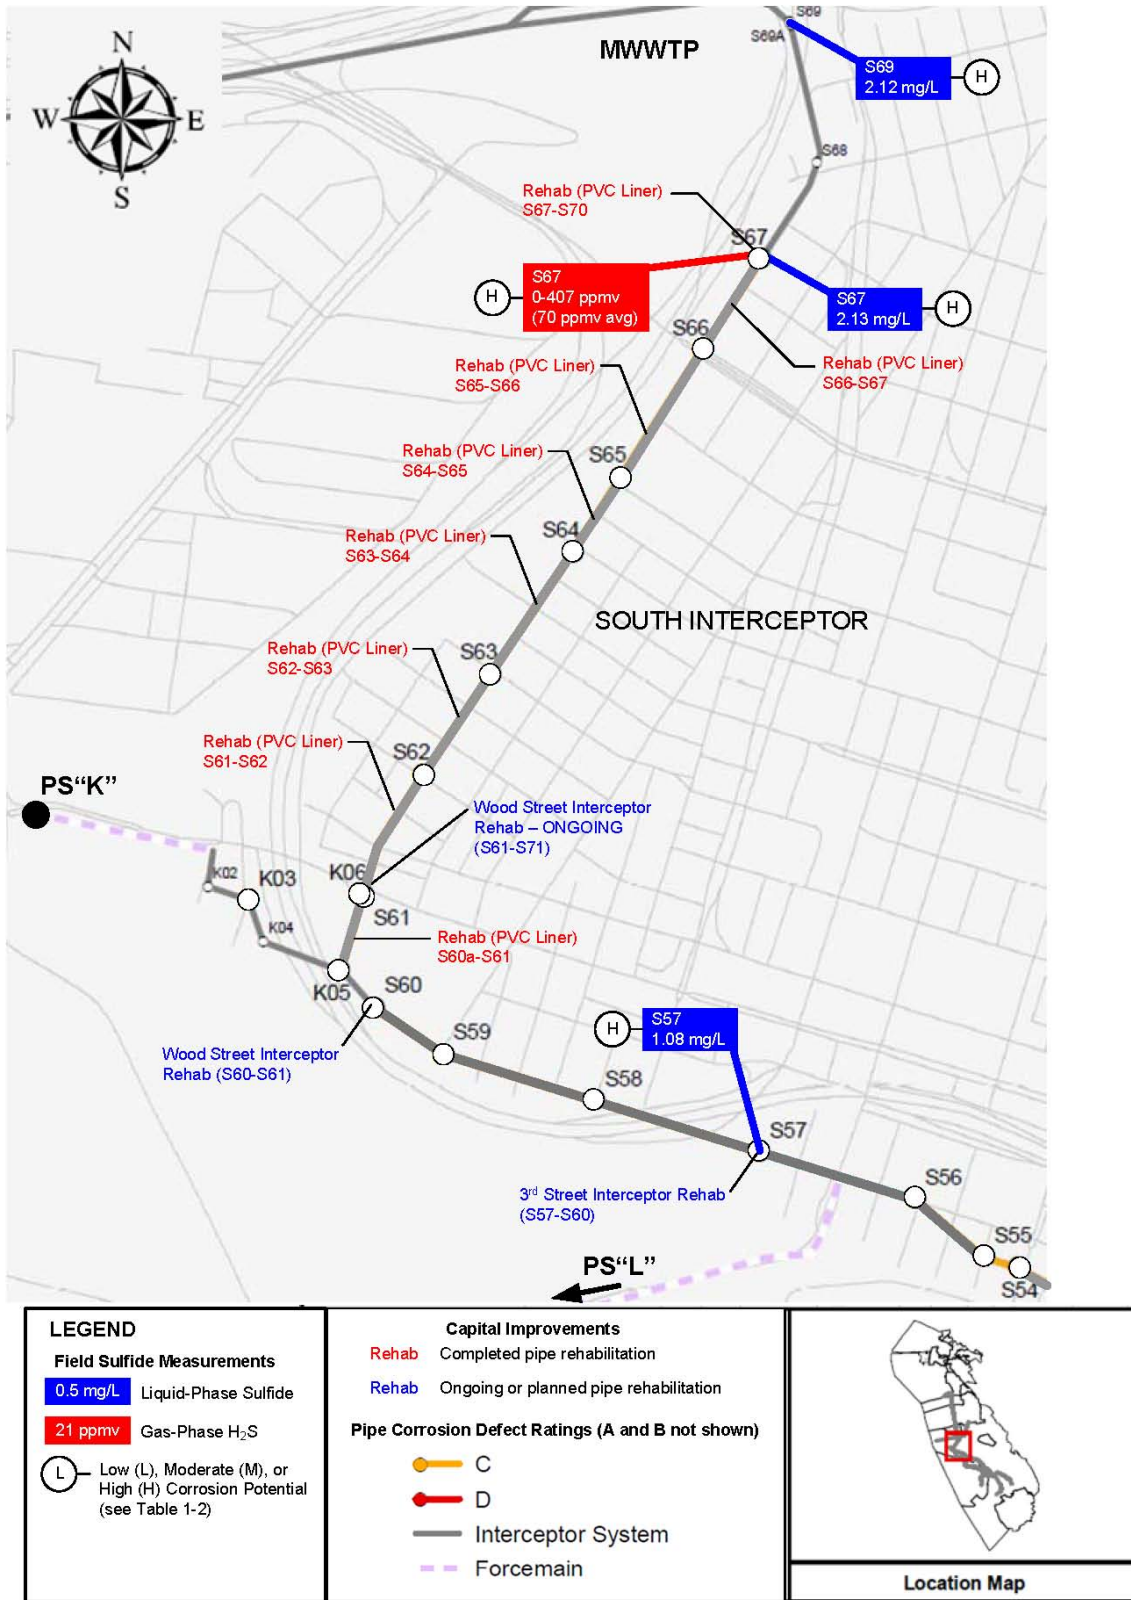 S69
S69A
MWWTP
N
W
E
S
S69
2.12 mg/L
H
S68
Rehab (PVC Liner)
S67-S70
S67
S67
0-407 ppmv
(70 ppmv avg)
H
S67
2.13 mg/L
H
S66
Rehab (PVC Liner)
S66-S67
Rehab (PVC Liner)
S65-S66
S65
Rehab (PVC Liner)
S64-S65
S64
Rehab (PVC Liner)
S63-S64
SOUTH INTERCEPTOR
S63
Rehab (PVC Liner)
S62-S63
S62
Rehab (PVC Liner)
S61-S62
PS"K"
Wood Street Interceptor
Rehab – ONGOING
(S61-S71)
K02
K03
K06
S61
K04
Rehab (PVC Liner)
S60a-S61
K05
S60
S59
H
S57
1.08 mg/L
Wood Street Interceptor
Rehab (S60-S61)
S58
S57
3rd Street Interceptor Rehab
(S57-S60)
S56
S55
PS"L"
S54
LEGEND
Field Sulfide Measurements
0.5 mg/L Liquid-Phase Sulfide
21 ppmv Gas-Phase H2S
L Low (L), Moderate (M), or
High (H) Corrosion Potential
(see Table 1-2)
Capital Improvements
Rehab Completed pipe rehabilitation
Rehab Ongoing or planned pipe rehabilitation
Pipe Corrosion Defect Ratings (A and B not shown)
C
D
Interceptor System
Forcemain
Location Map